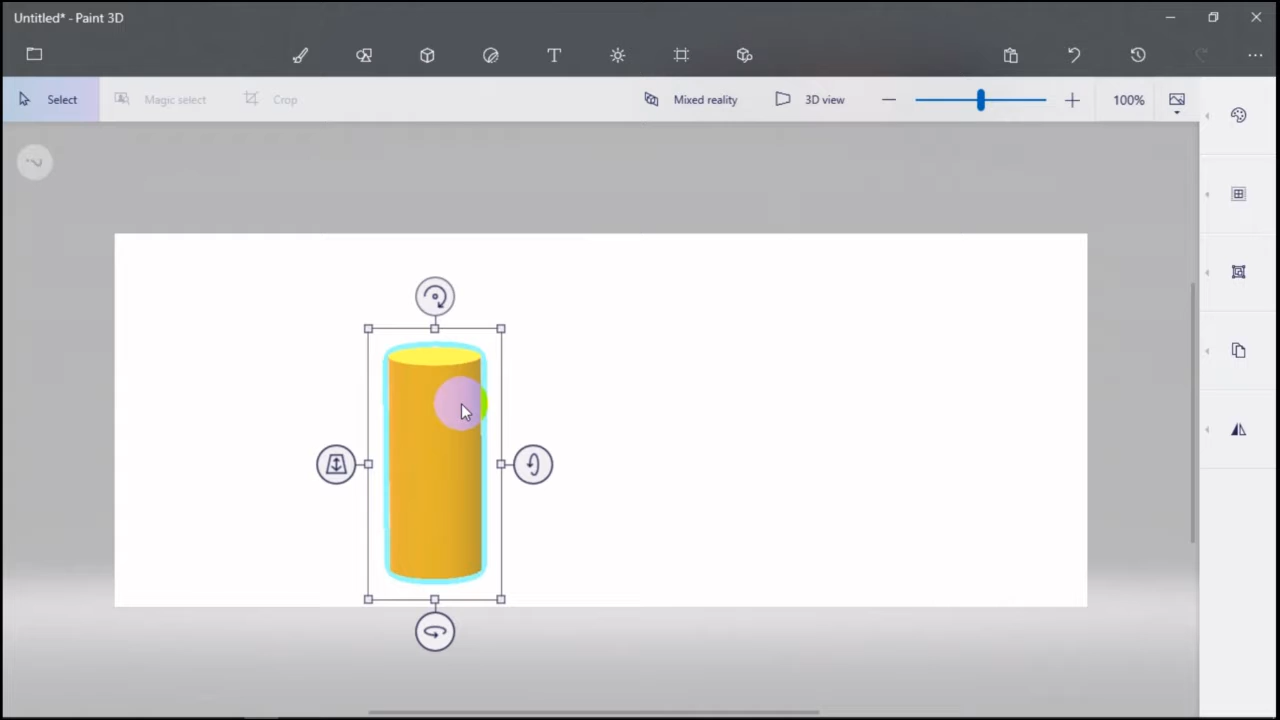 Untitled* - Paint 3D
Select
Magic select
Crop
Mixed reality
3D view
100%